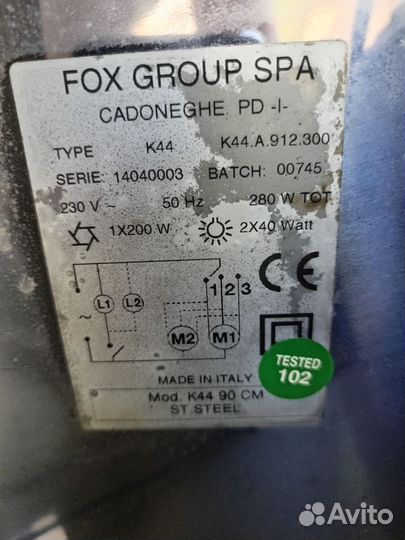 FOX GROUP SPA
CADONEGHE PD -I-
TYPE K44 K44.A.912.300
SERIE: 14040003 BATCH: 00745
230 V ~ 50 Hz 280 W TOT
1X200 W 2X40 Watt
1 2 3 CE
L1 L2
~
M2 M1
TESTED
102
MADE IN ITALY
Mod. K44 90 CM
ST.STEEL
Avito